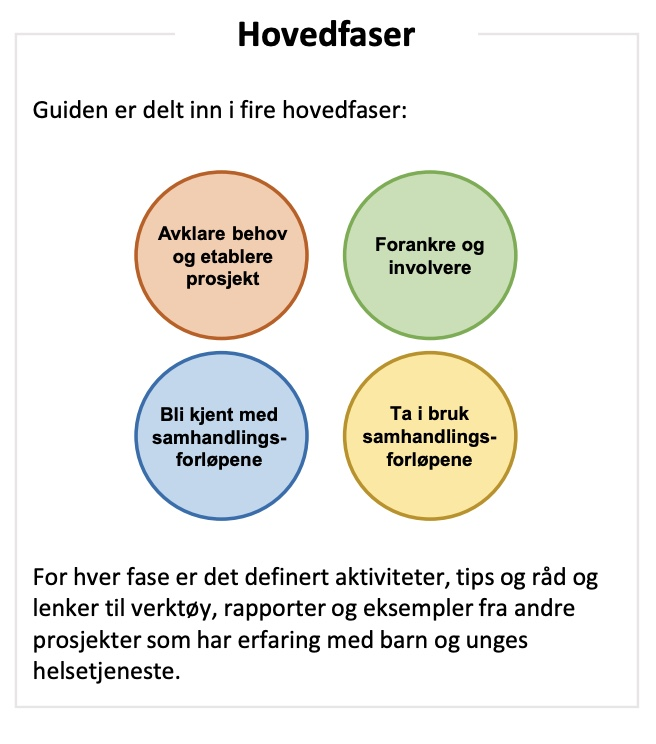 Hovedfaser
Guiden er delt inn i fire hovedfaser:
Avklare behov
og etablere
prosjekt
Forankre og
involvere
Bli kjent med
samhandlings-
forløpene
Ta i bruk
samhandlings-
forløpene
For hver fase er det definert aktiviteter, tips og råd og
lenker til verktøy, rapporter og eksempler fra andre
prosjekter som har erfaring med barn og unges
helsetjeneste.